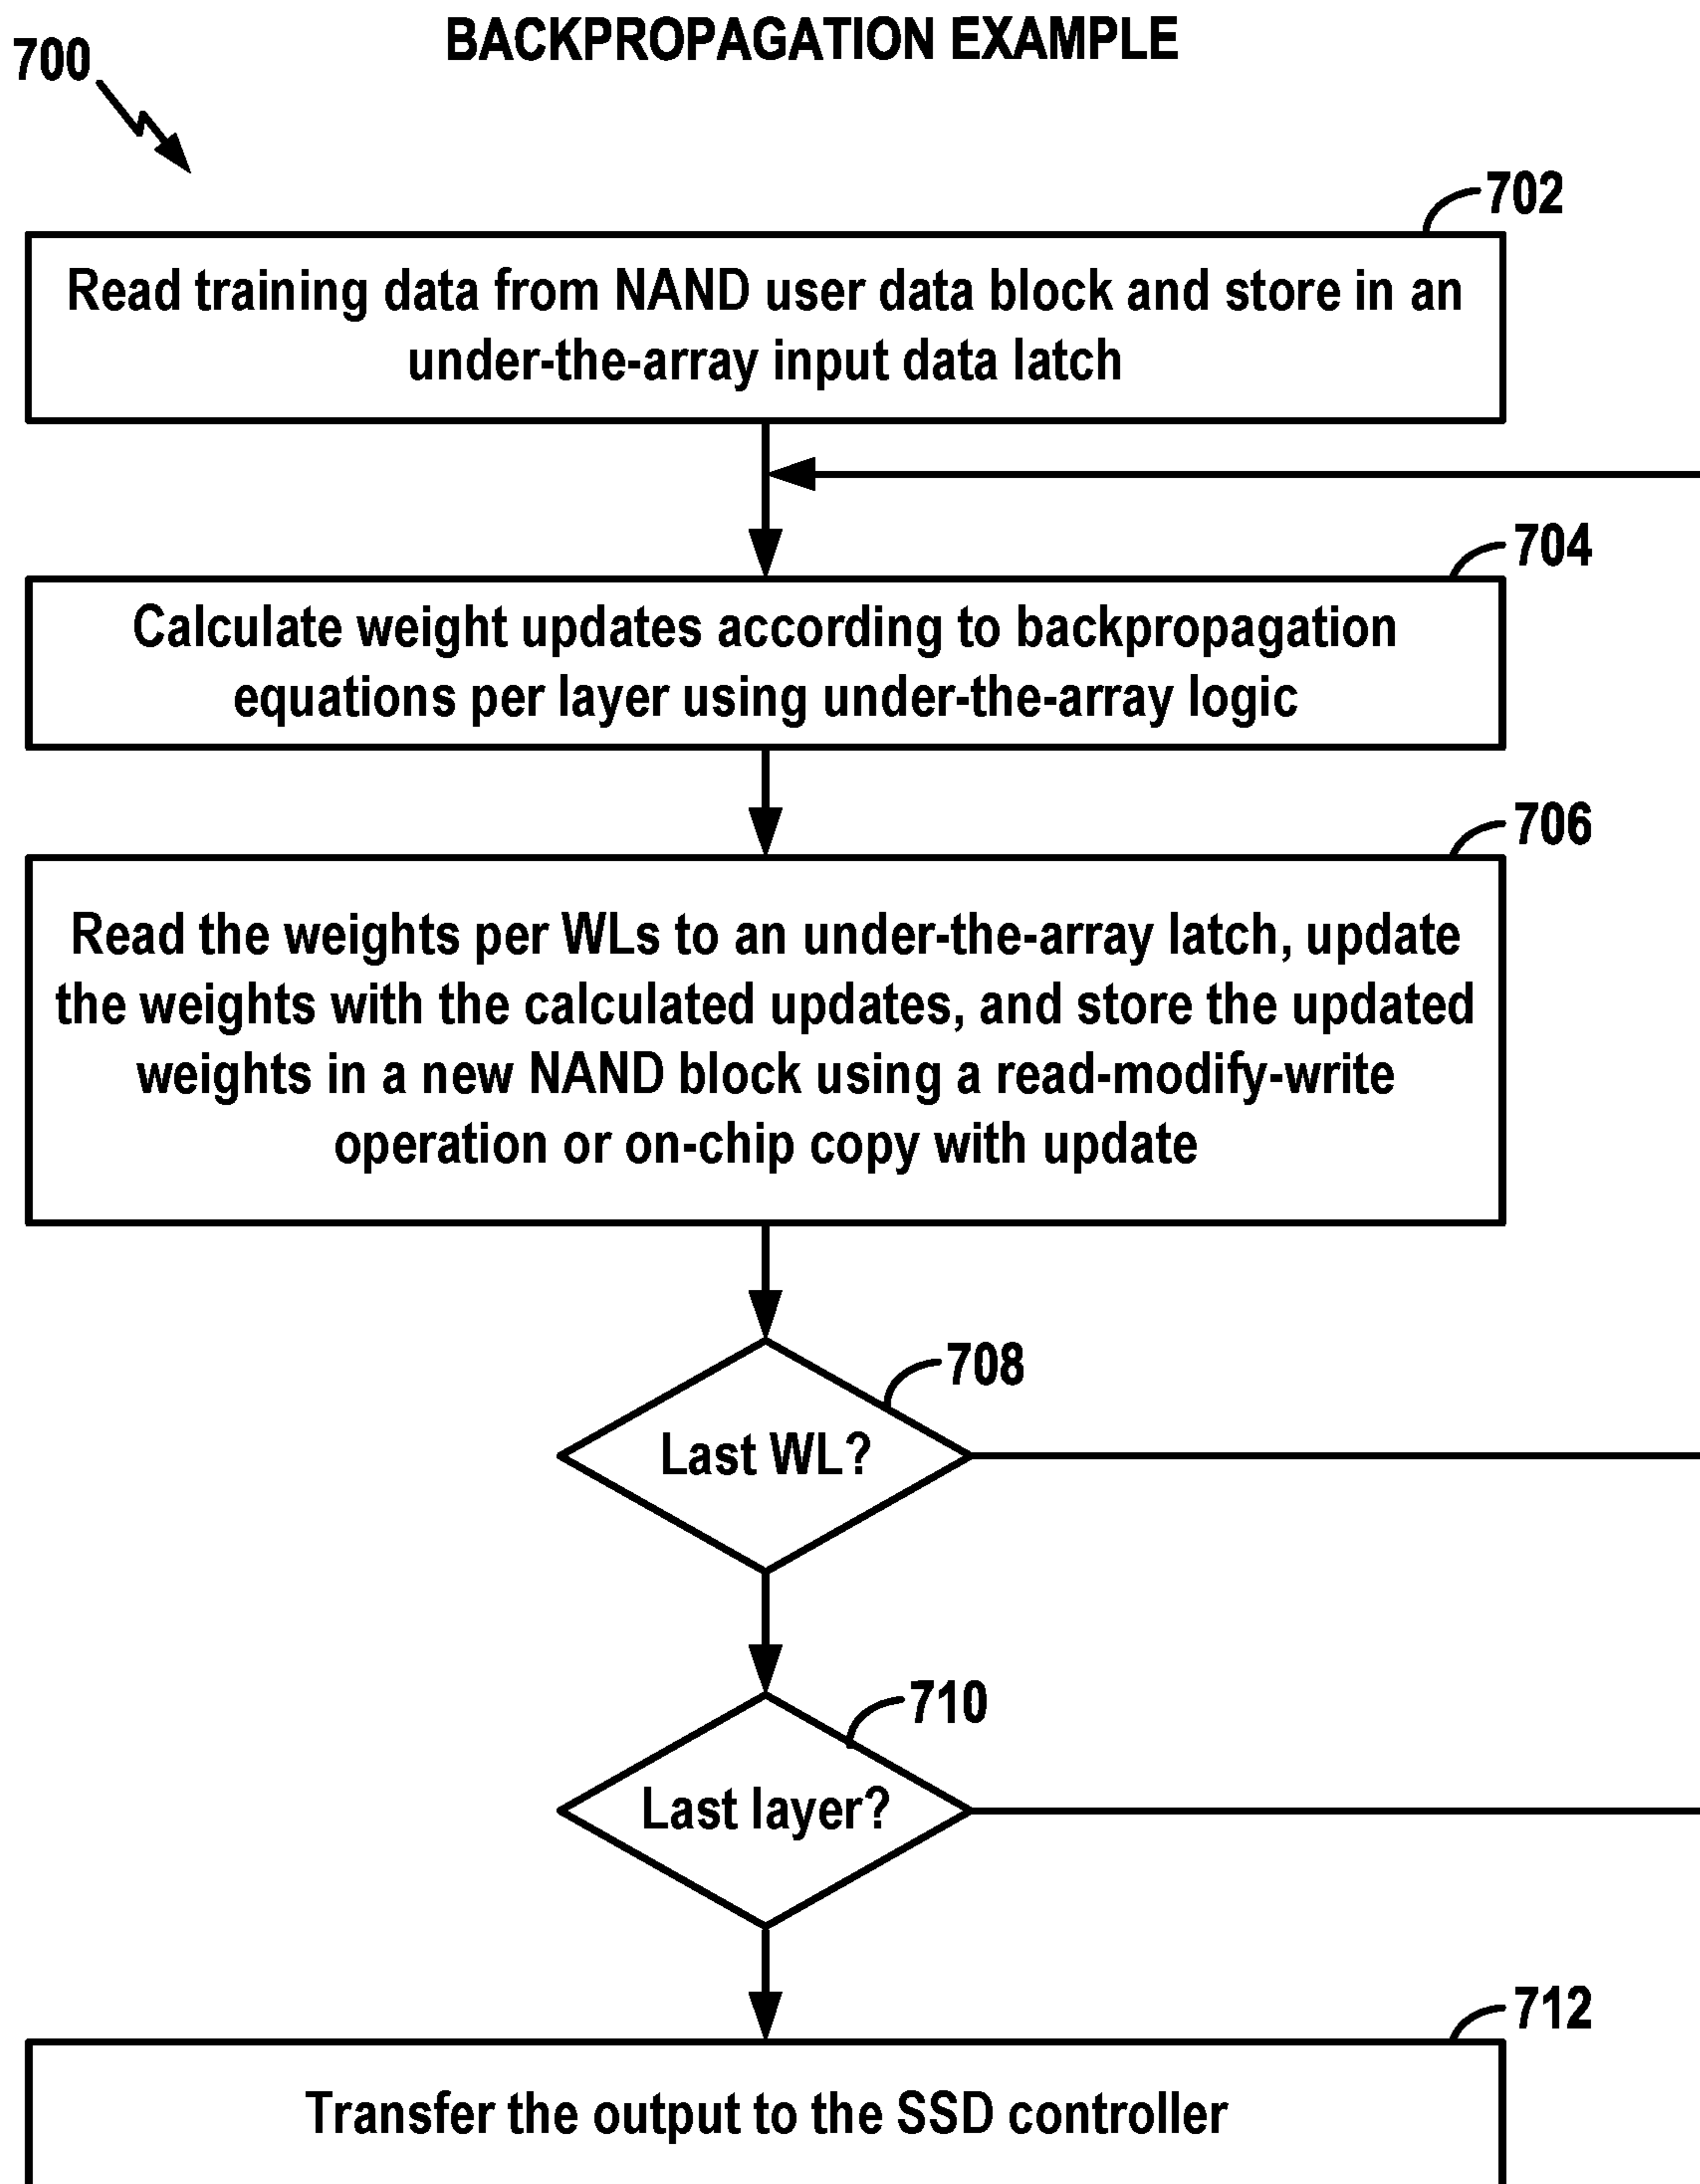 BACKPROPAGATION EXAMPLE
700
702
Read training data from NAND user data block and store in an
under-the-array input data latch
704
Calculate weight updates according to backpropagation
equations per layer using under-the-array logic
706
Read the weights per WLs to an under-the-array latch, update
the weights with the calculated updates, and store the updated
weights in a new NAND block using a read-modify-write
operation or on-chip copy with update
708
Last WL?
710
Last layer?
712
Transfer the output to the SSD controller